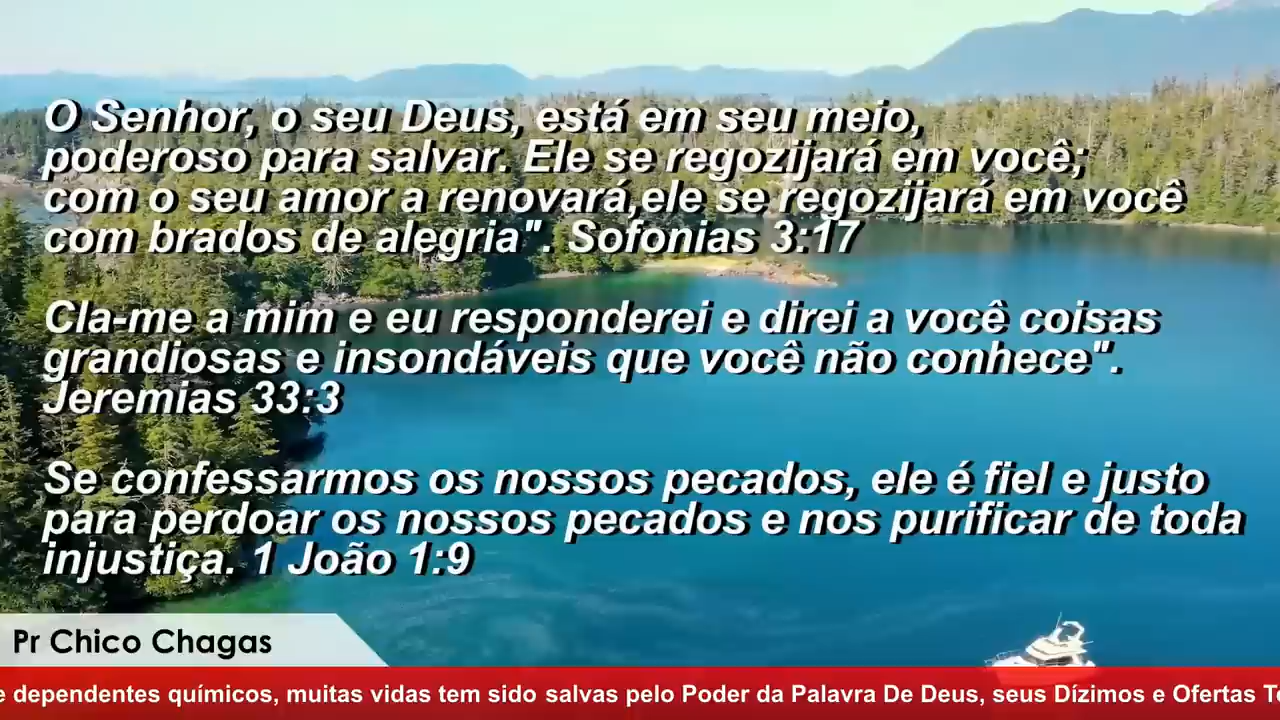 O Senhor, o seu Deus, está em seu meio,
poderoso para salvar. Ele se regozijará em você;
com o seu amor a renovará,ele se regozijará em você
com brados de alegria". Sofonias 3:17
Cla-me a mim e eu responderei e direi a você coisas
grandiosas e insondáveis que você não conhece".
Jeremias 33:3
Se confessarmos os nossos pecados, ele é fiel e justo
para perdoar os nossos pecados e nos purificar de toda
injustiça. 1 João 1:9
Pr Chico Chagas
e dependentes químicos, muitas vidas tem sido salvas pelo Poder da Palavra De Deus, seus Dízimos e Ofertas